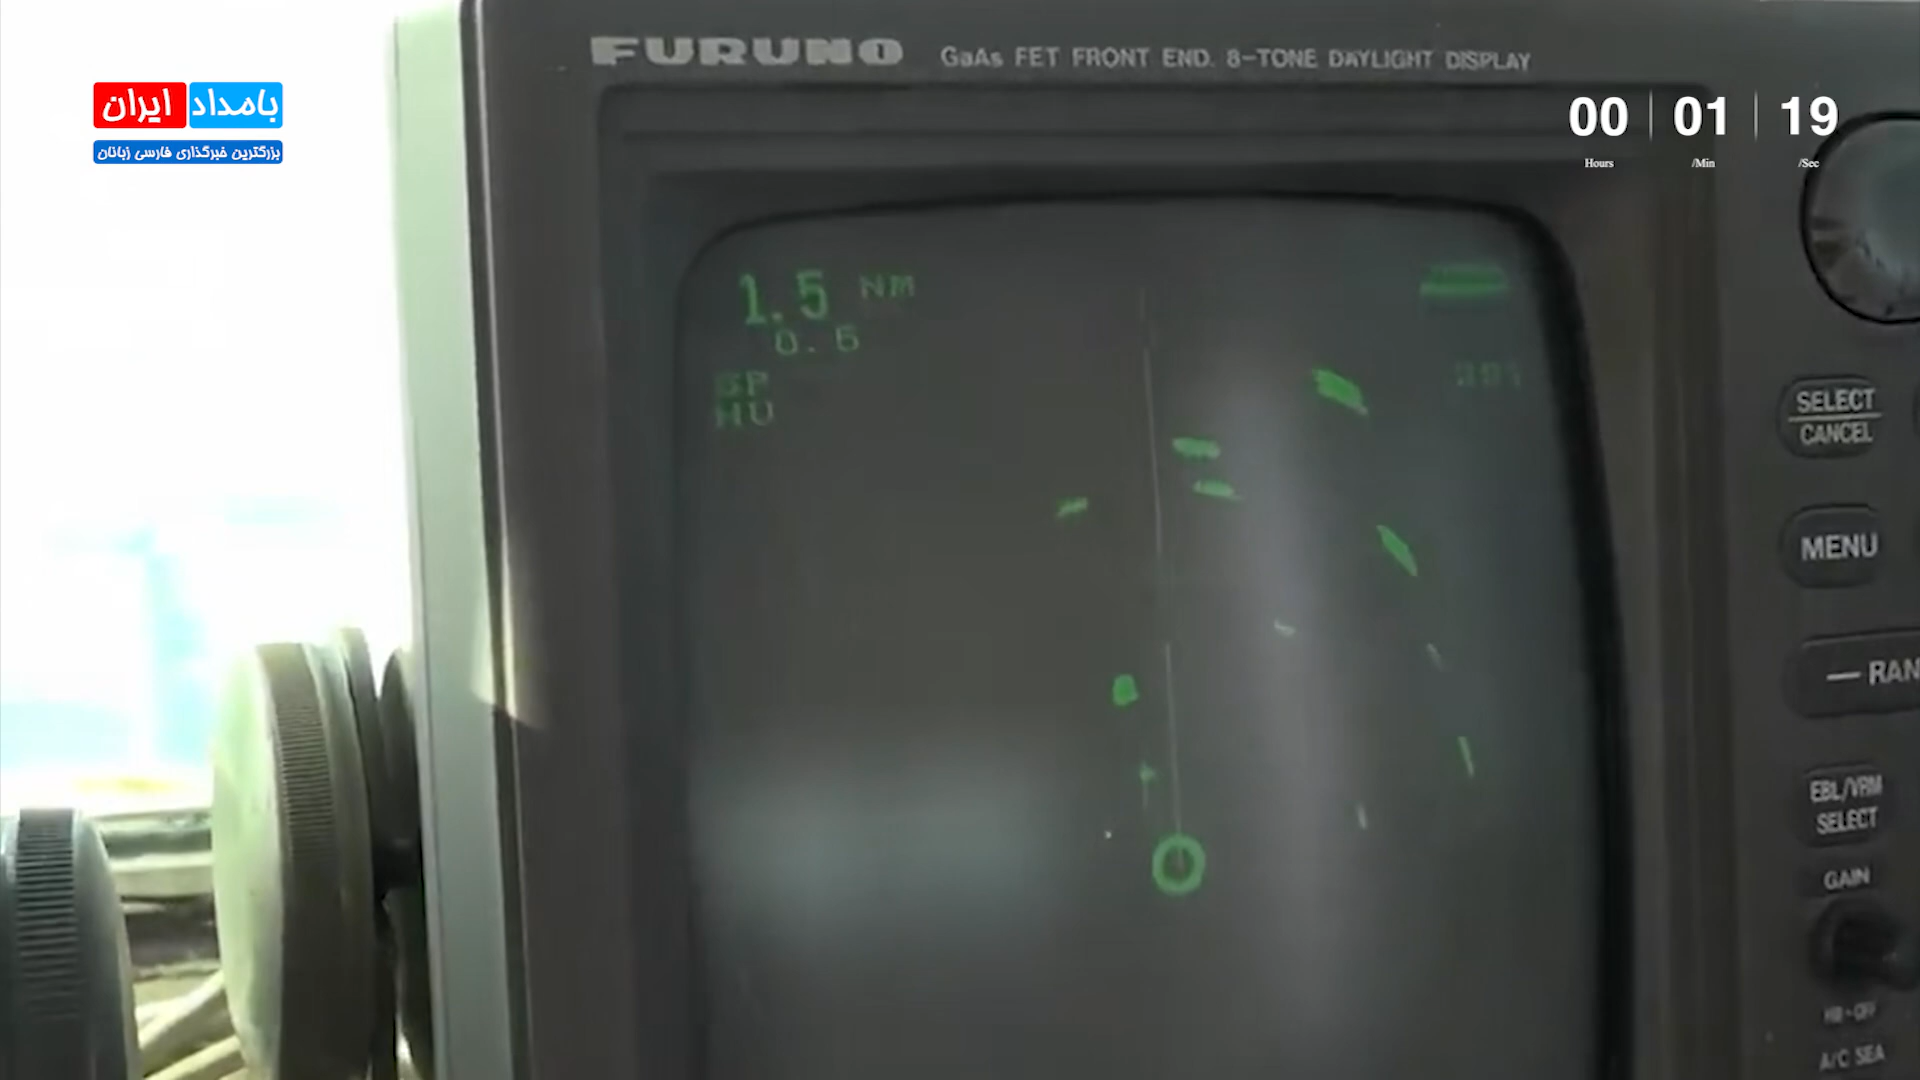 FURUNO GaAs FET FRONT END. 8-TONE DAYLIGHT DISPLAY
بامداد ایران
بزرگترین خبرگذاری فارسی زبانان
00 01 19
Hours /Min /Sec
1.5 NM
0.5
SP
HU
SELECT
CANCEL
MENU
— RAN
EBL/VRM
SELECT
GAIN
A/C SEA